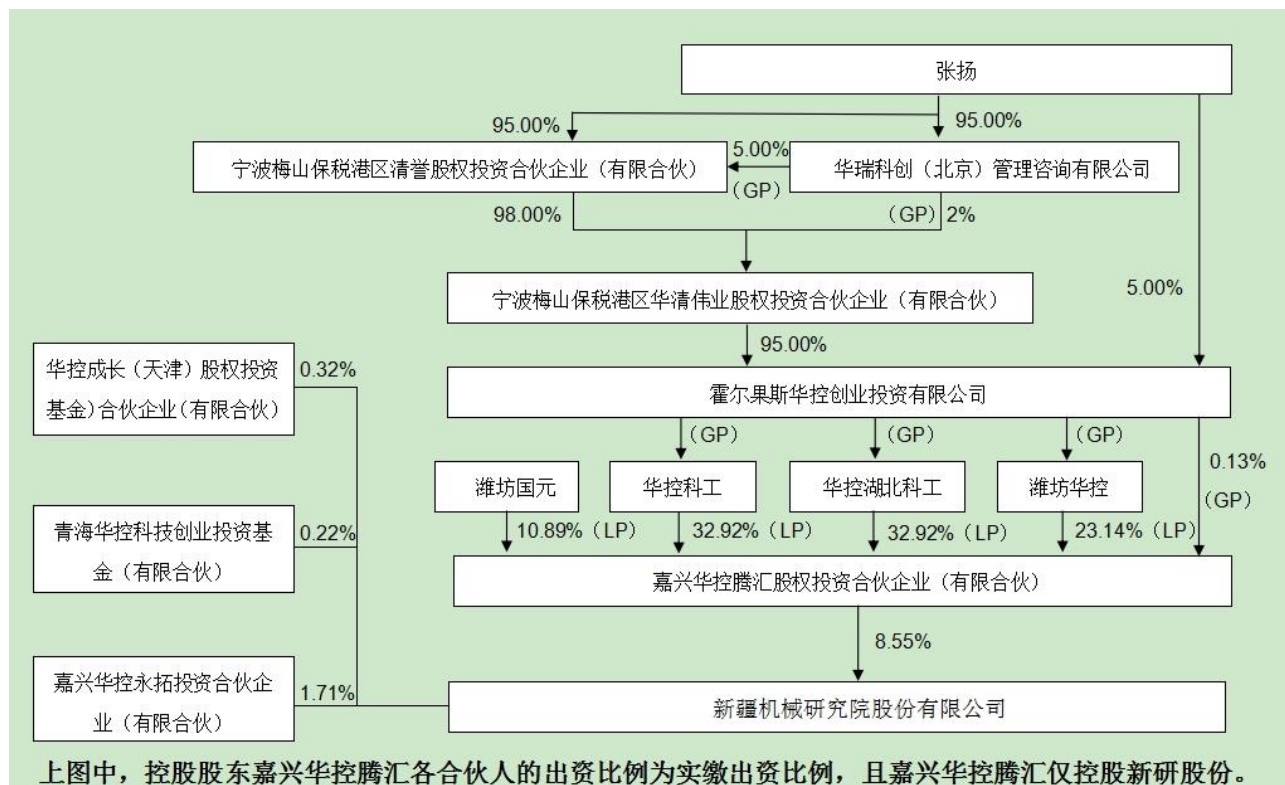 张扬
95.00%
95.00%
宁波梅山保税港区清誉股权投资合伙企业（有限合伙）
5.00%
（GP）
华瑞科创（北京）管理咨询有限公司
98.00%
（GP）
2%
宁波梅山保税港区华清伟业股权投资合伙企业（有限合伙）
5.00%
95.00%
华控成长（天津）股权投资
基金）合伙企业（有限合伙）
0.32%
霍尔果斯华控创业投资有限公司
（GP）
（GP）
（GP）
0.13%
（GP）
潍坊国元
华控科工
华控湖北科工
潍坊华控
10.89%（LP）
32.92%（LP）
32.92%（LP）
23.14%（LP）
青海华控科技创业投资基
金（有限合伙）
0.22%
嘉兴华控腾汇股权投资合伙企业（有限合伙）
8.55%
嘉兴华控永拓投资合伙企
业（有限合伙）
1.71%
新疆机械研究院股份有限公司
上图中，控股股东嘉兴华控腾汇各合伙人的出资比例为实缴出资比例，且嘉兴华控腾汇仅控股新研股份。